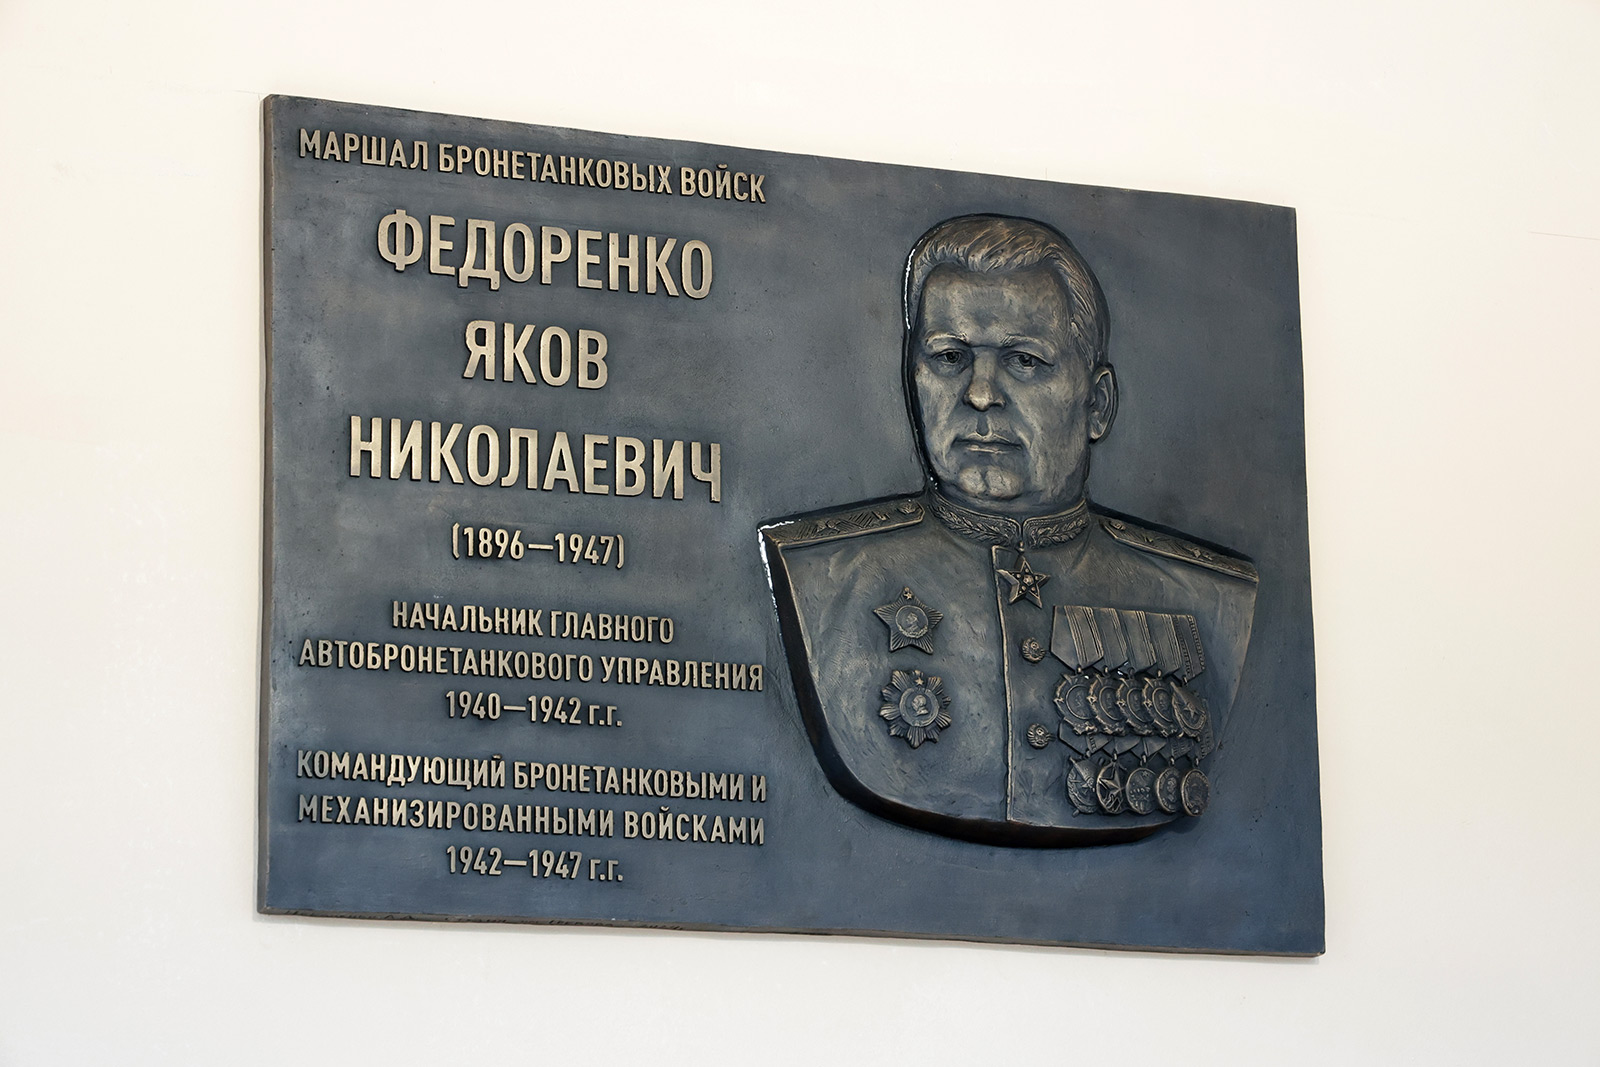 МАРШАЛ БРОНЕТАНКОВЫХ ВОЙСК
ФЕДОРЕНКО
ЯКОВ
НИКОЛАЕВИЧ
(1896—1947)
НАЧАЛЬНИК ГЛАВНОГО
АВТОБРОНЕТАНКОВОГО УПРАВЛЕНИЯ
1940—1942 г.г.
КОМАНДУЮЩИЙ БРОНЕТАНКОВЫМИ И
МЕХАНИЗИРОВАННЫМИ ВОЙСКАМИ
1942—1947 г.г.